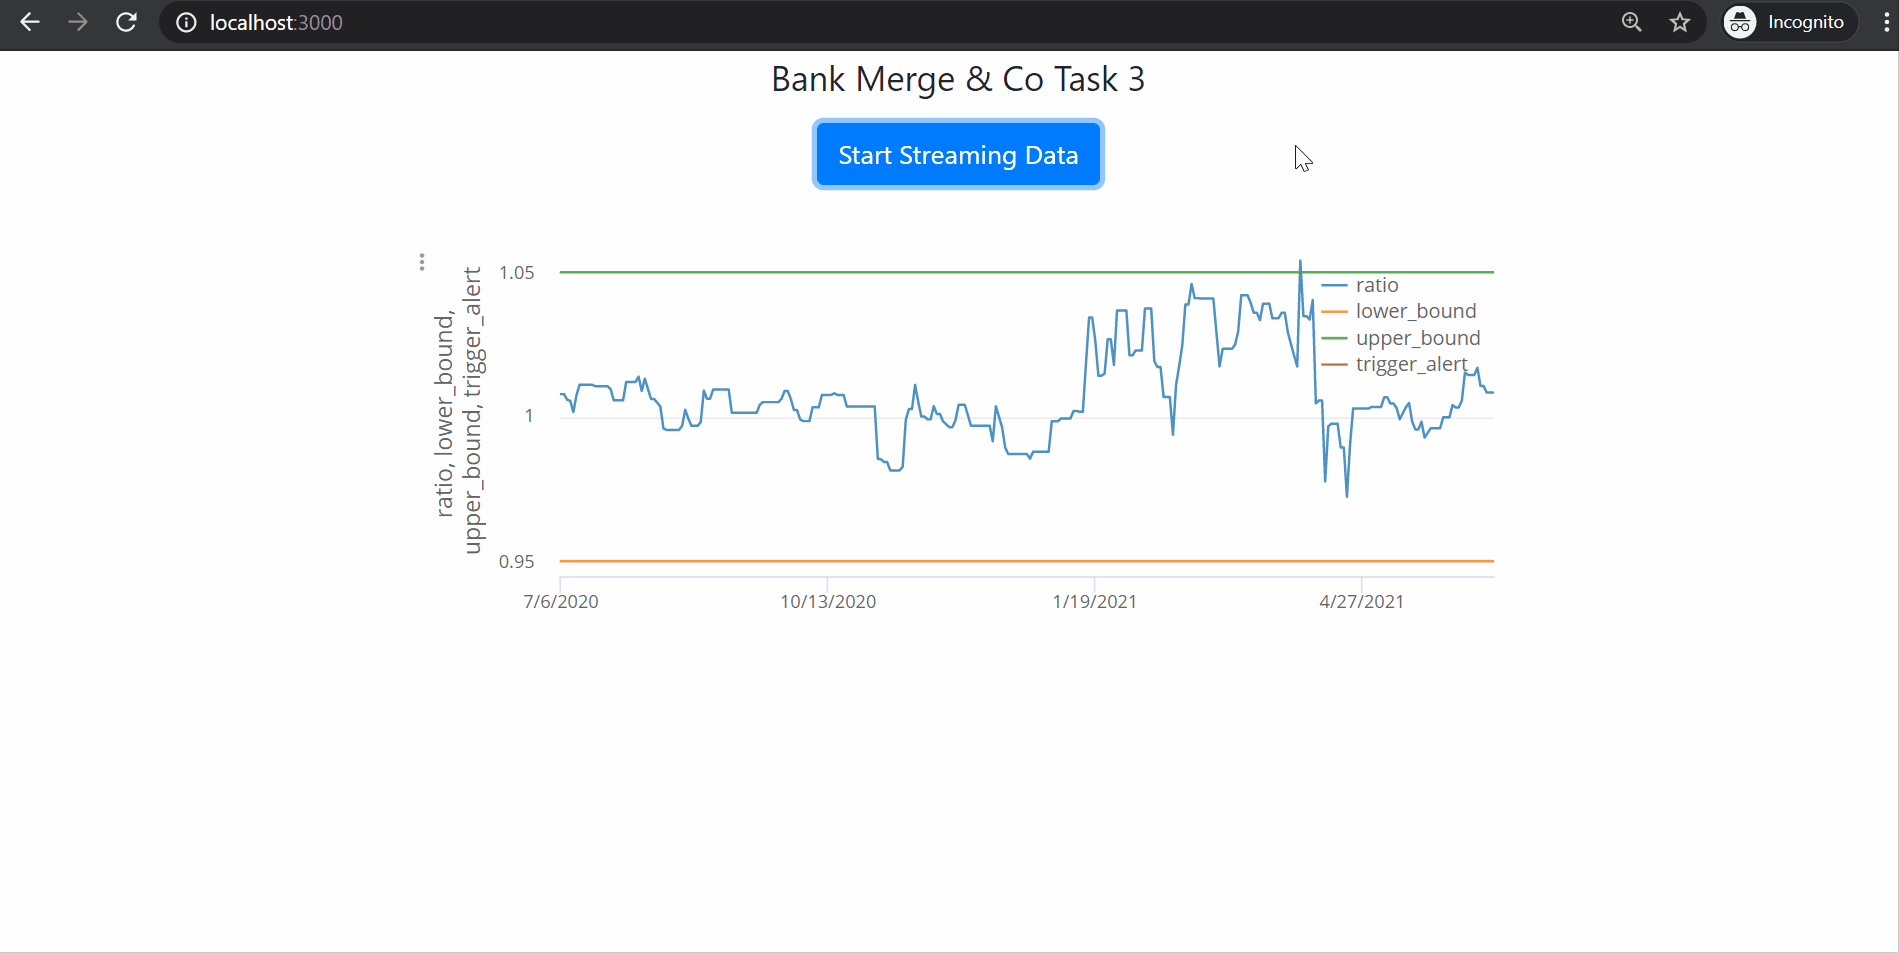 localhost:3000
Incognito
Bank Merge & Co Task 3
Start Streaming Data
ratio, lower_bound,
upper_bound, trigger_alert
1.05
1
0.95
ratio
lower_bound
upper_bound
trigger_alert
7/6/2020
10/13/2020
1/19/2021
4/27/2021